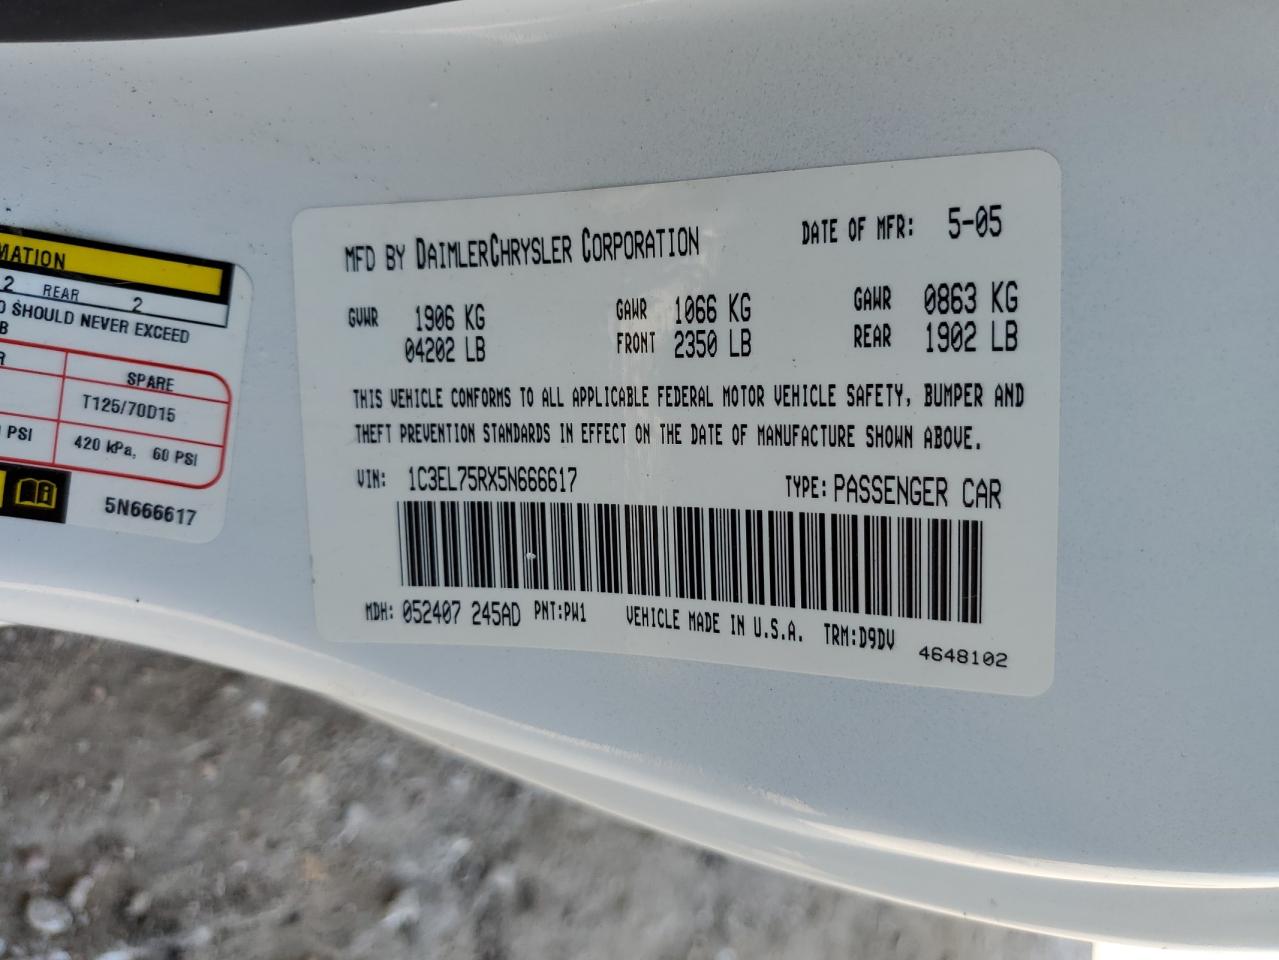 MATION
2 REAR 2
D SHOULD NEVER EXCEED
B
R SPARE
T125/70D15
PSI 420 kPa, 60 PSI
5N666617
MFD BY DAIMLERCHRYSLER CORPORATION DATE OF MFR: 5-05
GVWR 1906 KG GAWR 1066 KG GAWR 0863 KG
04202 LB FRONT 2350 LB REAR 1902 LB
THIS VEHICLE CONFORMS TO ALL APPLICABLE FEDERAL MOTOR VEHICLE SAFETY, BUMPER AND
THEFT PREVENTION STANDARDS IN EFFECT ON THE DATE OF MANUFACTURE SHOWN ABOVE.
VIN: 1C3EL75RX5N666617 TYPE: PASSENGER CAR
MDH: 052407 245AD PNT:PW1 VEHICLE MADE IN U.S.A. TRM:D9DV 4648102